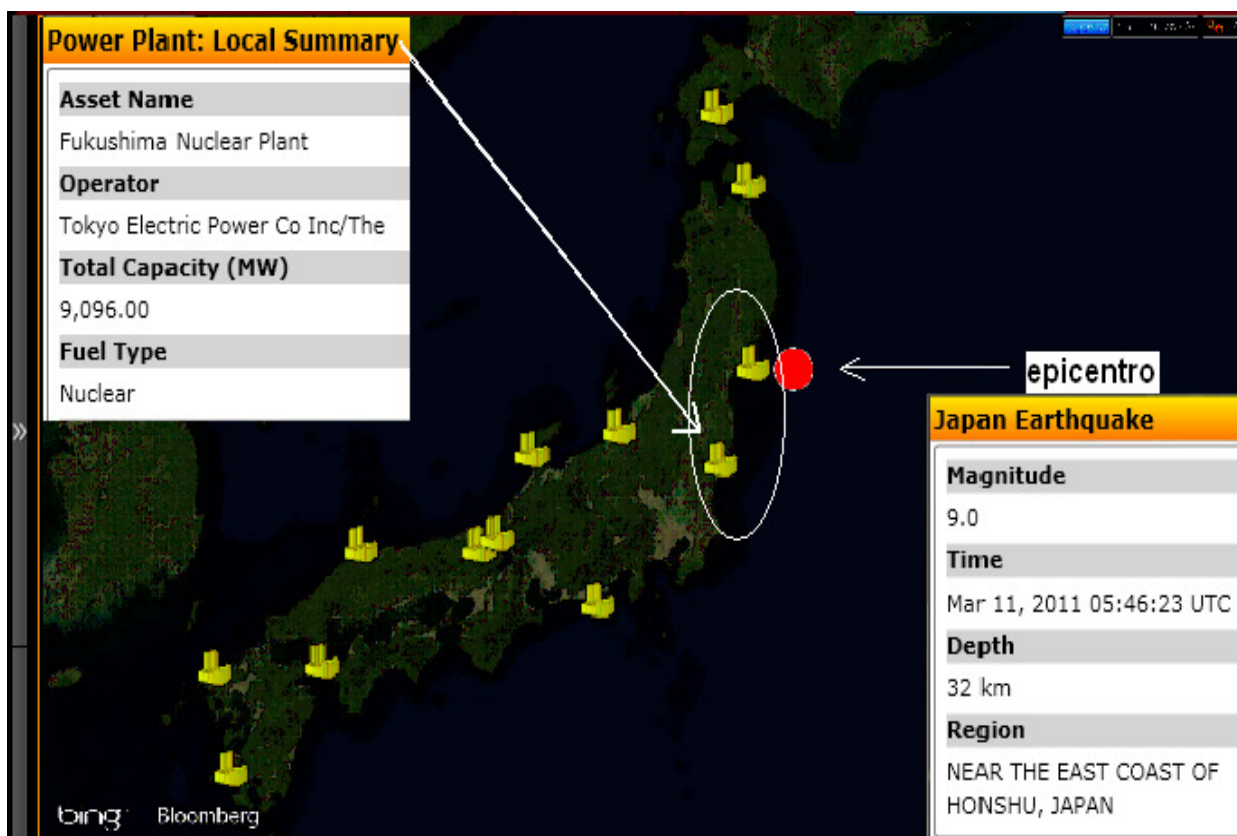 Power Plant: Local Summary
Asset Name
Fukushima Nuclear Plant
Operator
Tokyo Electric Power Co Inc/The
Total Capacity (MW)
9,096.00
Fuel Type
Nuclear
»
epicentro
Japan Earthquake
Magnitude
9.0
Time
Mar 11, 2011 05:46:23 UTC
Depth
32 km
Region
NEAR THE EAST COAST OF
HONSHU, JAPAN
bing Bloomberg